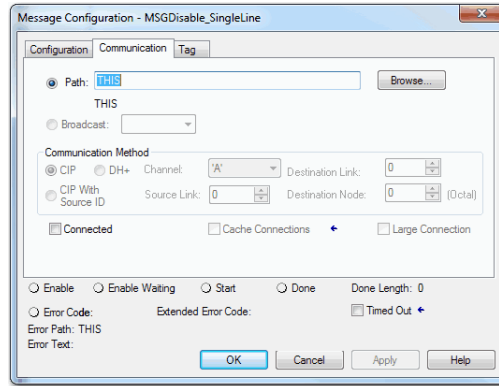 Message Configuration - MSGDisable_SingleLine
Configuration Communication Tag
Path: THIS Browse...
THIS
Broadcast:
Communication Method
CIP DH+ Channel: 'A' Destination Link: 0
CIP With Source ID Source Link: 0 Destination Node: 0 (Octal)
Connected Cache Connections Large Connection
Enable Enable Waiting Start Done Done Length: 0
Error Code: Extended Error Code: Timed Out
Error Path: THIS
Error Text:
OK Cancel Apply Help